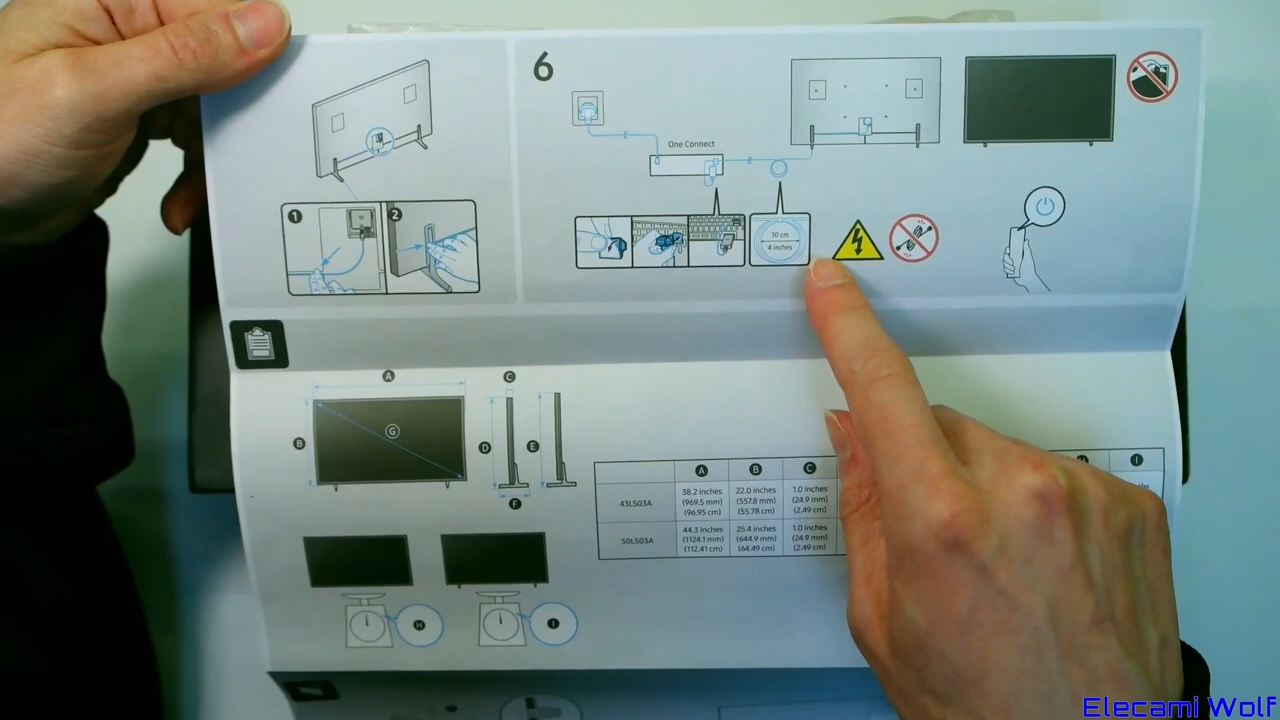 6
One Connect
1
2
10 cm
4 inches
A
C
B
G
D
E
F
A B C I
43LS03A
38.2 inches
(969.5 mm)
(96.95 cm)
22.0 inches
(557.8 mm)
(55.78 cm)
1.0 inches
(24.9 mm)
(2.49 cm)
50LS03A
44.3 inches
(1124.1 mm)
(112.41 cm)
25.4 inches
(644.9 mm)
(64.49 cm)
1.0 inches
(24.9 mm)
(2.49 cm)
H
I
Elecami Wolf